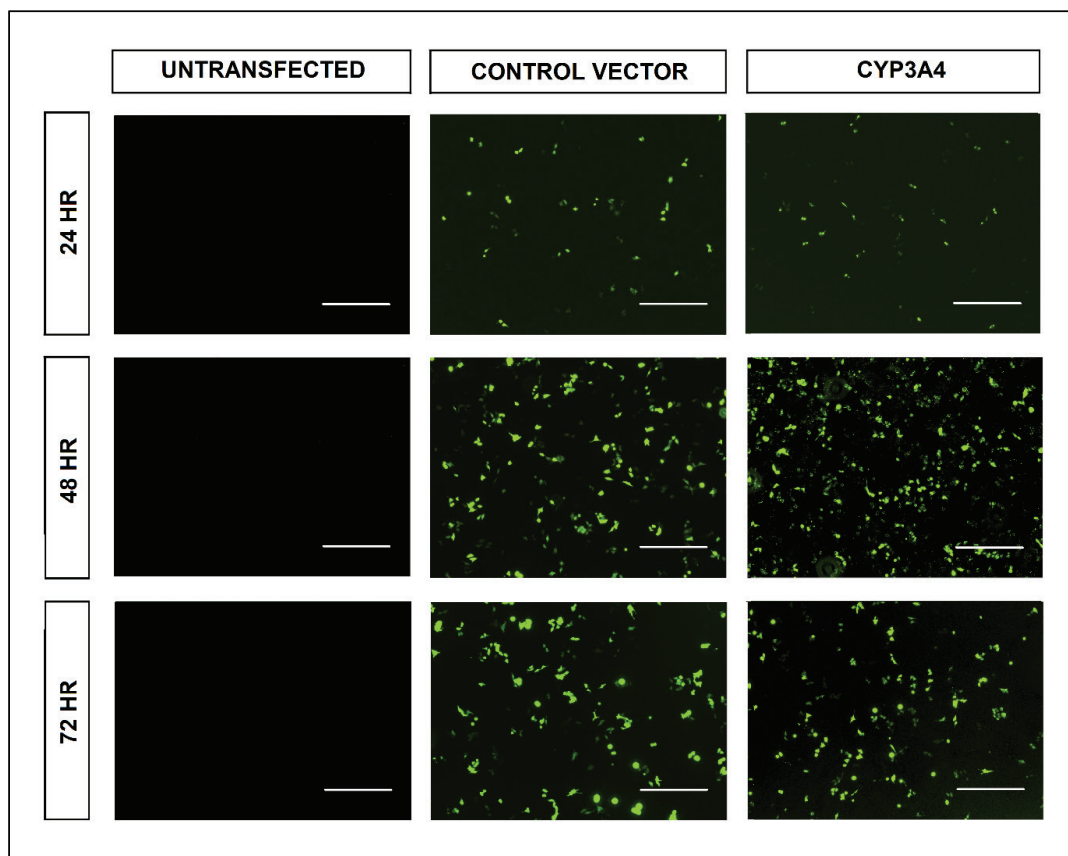 UNTRANSFECTED
CONTROL VECTOR
CYP3A4
24 HR
48 HR
72 HR